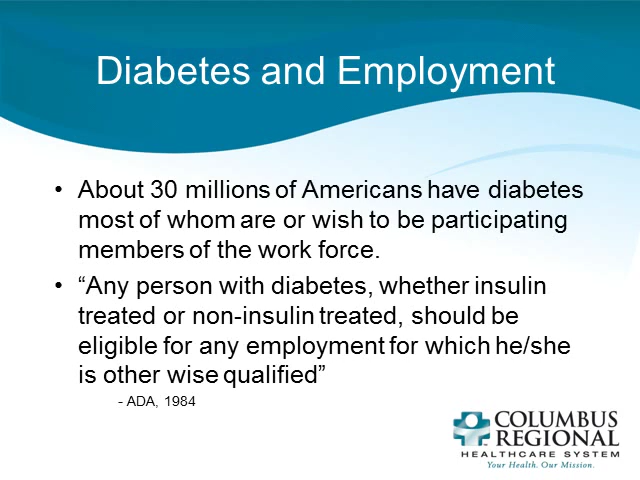 Diabetes and Employment
• About 30 millions of Americans have diabetes
most of whom are or wish to be participating
members of the work force.
• “Any person with diabetes, whether insulin
treated or non-insulin treated, should be
eligible for any employment for which he/she
is other wise qualified”
- ADA, 1984
COLUMBUS
REGIONAL
HEALTHCARE SYSTEM
Your Health. Our Mission.